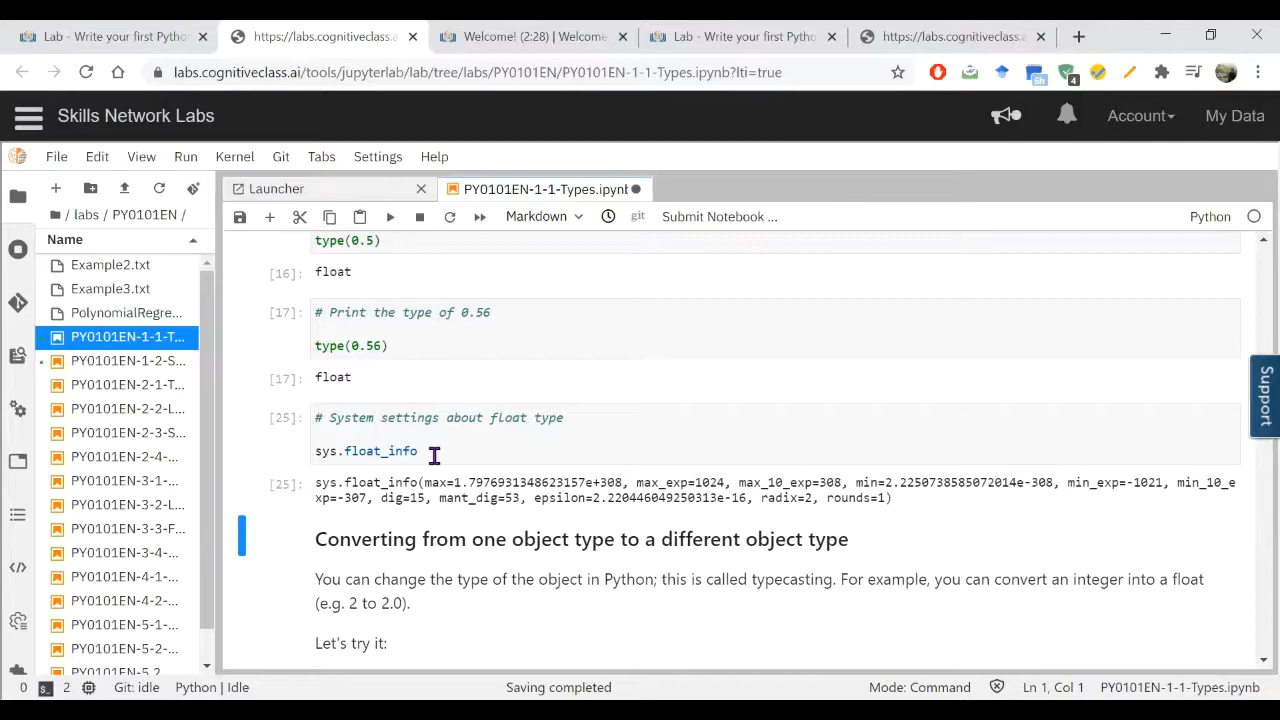 Lab - Write your first Pytho
https://labs.cognitiveclass.ai
Welcome! (2:28) | Welcome
Lab - Write your first Pytho
https://labs.cognitiveclass.a
labs.cognitiveclass.ai/tools/jupyterlab/lab/tree/labs/PY0101EN/PY0101EN-1-1-Types.ipynb?lti=true
6h
4
Skills Network Labs
Account
My Data
File Edit View Run Kernel Git Tabs Settings Help
Launcher
PY0101EN-1-1-Types.ipynb
/ labs / PY0101EN /
Markdown
git
Submit Notebook ...
Python
Name
Example2.txt
Example3.txt
PolynomialRegre...
PY0101EN-1-1-T...
PY0101EN-1-2-S...
PY0101EN-2-1-T...
PY0101EN-2-2-L...
PY0101EN-2-3-S...
PY0101EN-2-4-...
PY0101EN-3-1-...
PY0101EN-3-2-L...
PY0101EN-3-3-F...
PY0101EN-3-4-...
PY0101EN-4-1-...
PY0101EN-4-2-...
PY0101EN-5-1-...
PY0101EN-5-2-...
PY0101EN-5.2
type(0.5)
[16]: float
[17]: # Print the type of 0.56
type(0.56)
[17]: float
[25]: # System settings about float type
sys.float_info
[25]: sys.float_info(max=1.7976931348623157e+308, max_exp=1024, max_10_exp=308, min=2.2250738585072014e-308, min_exp=-1021, min_10_e
xp=-307, dig=15, mant_dig=53, epsilon=2.220446049250313e-16, radix=2, rounds=1)
Converting from one object type to a different object type
You can change the type of the object in Python; this is called typecasting. For example, you can convert an integer into a float
(e.g. 2 to 2.0).
Let's try it:
Support
0
2
Git: idle
Python | Idle
Saving completed
Mode: Command
Ln 1, Col 1
PY0101EN-1-1-Types.ipynb